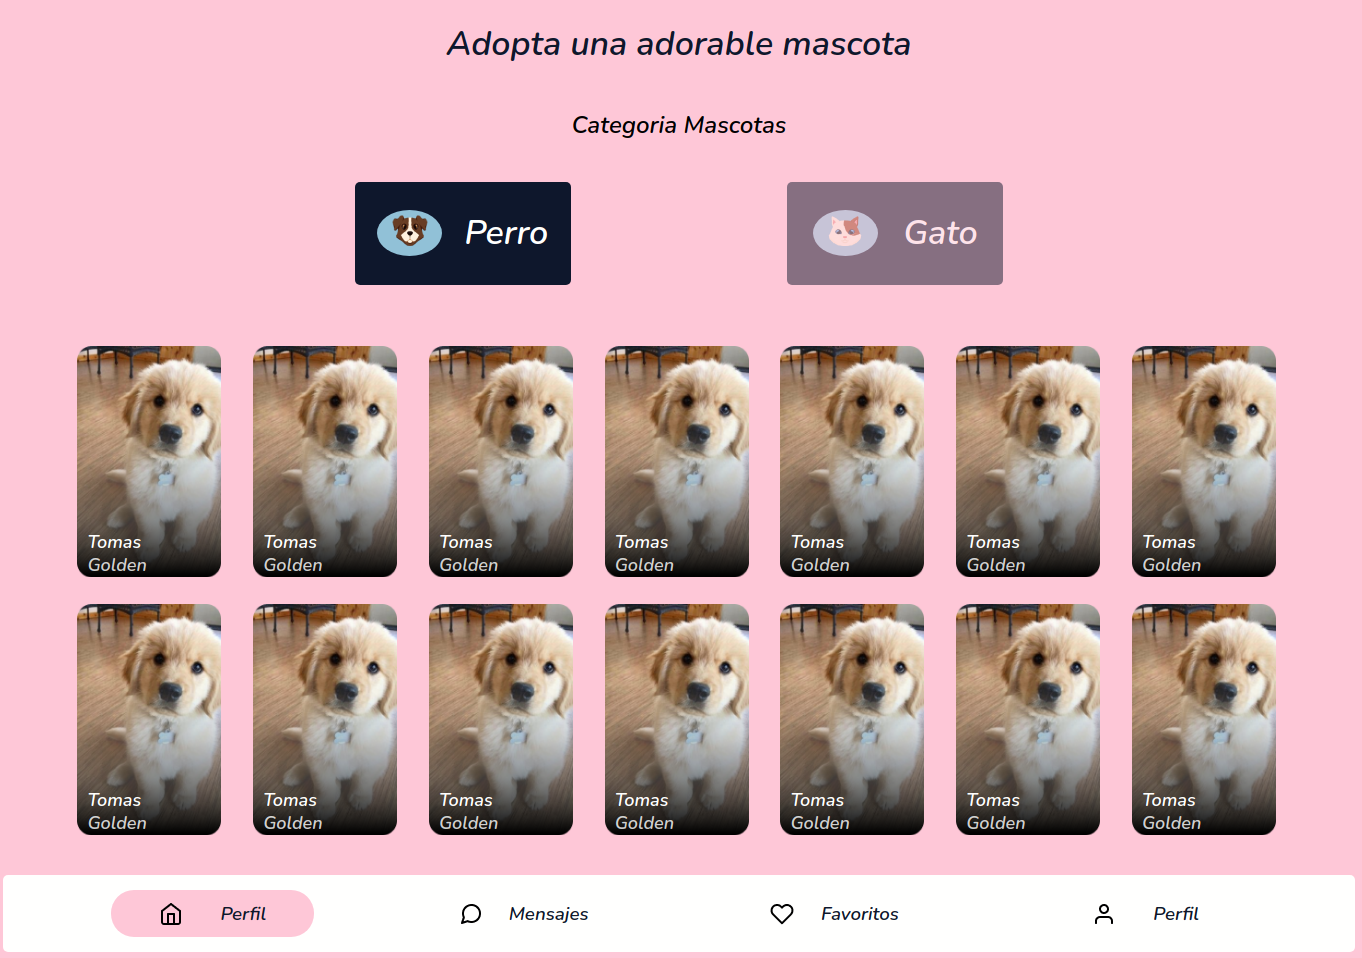 Adopta una adorable mascota
Categoria Mascotas
Perro
Gato
Tomas
Golden
Tomas
Golden
Tomas
Golden
Tomas
Golden
Tomas
Golden
Tomas
Golden
Tomas
Golden
Tomas
Golden
Tomas
Golden
Tomas
Golden
Tomas
Golden
Tomas
Golden
Tomas
Golden
Tomas
Golden
Perfil
Mensajes
Favoritos
Perfil